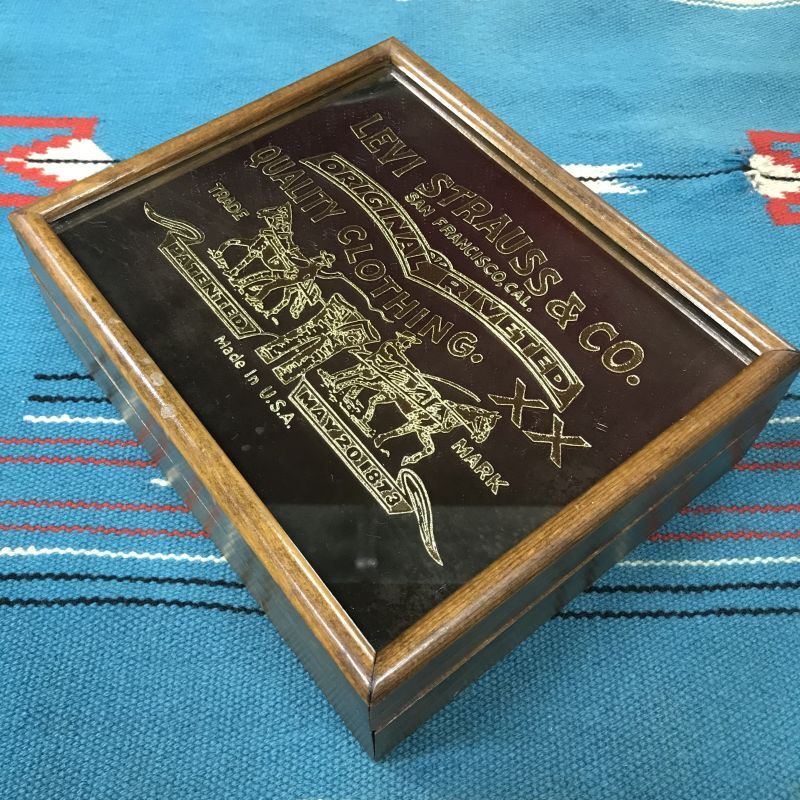 LEVI STRAUSS & CO.
SAN FRANCISCO, CAL.
ORIGINAL RIVETED
QUALITY CLOTHING.
XX
TRADE MARK
PATENTED MAY 20 1873
Made in U.S.A.